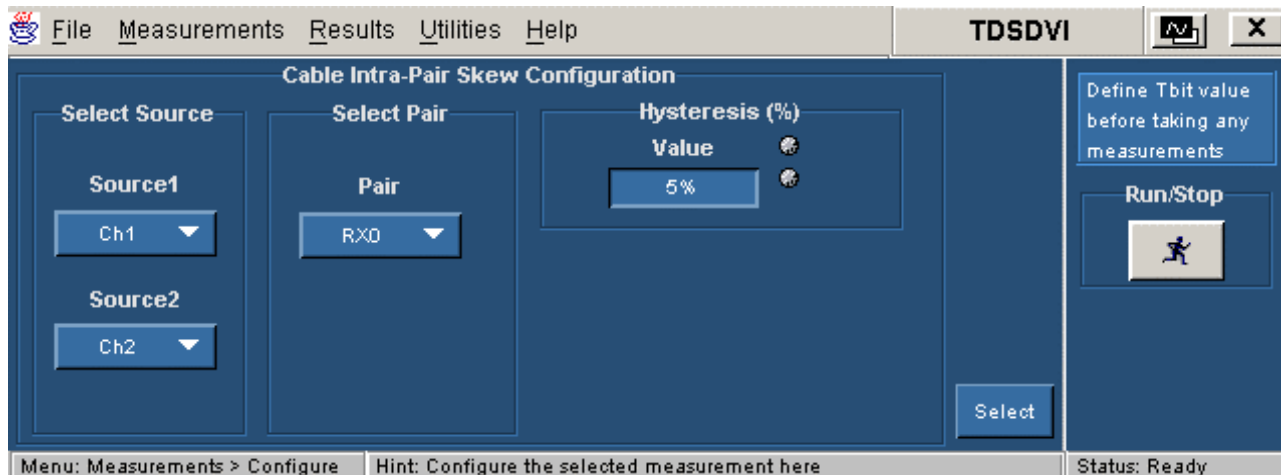 File Measurements Results Utilities Help TDSDVI X
Cable Intra-Pair Skew Configuration
Select Source
Source1
Ch1
Source2
Ch2
Select Pair
Pair
RX0
Hysteresis (%)
Value
5%
Select
Define Tbit value
before taking any
measurements
Run/Stop
Menu: Measurements > Configure
Hint: Configure the selected measurement here
Status: Ready